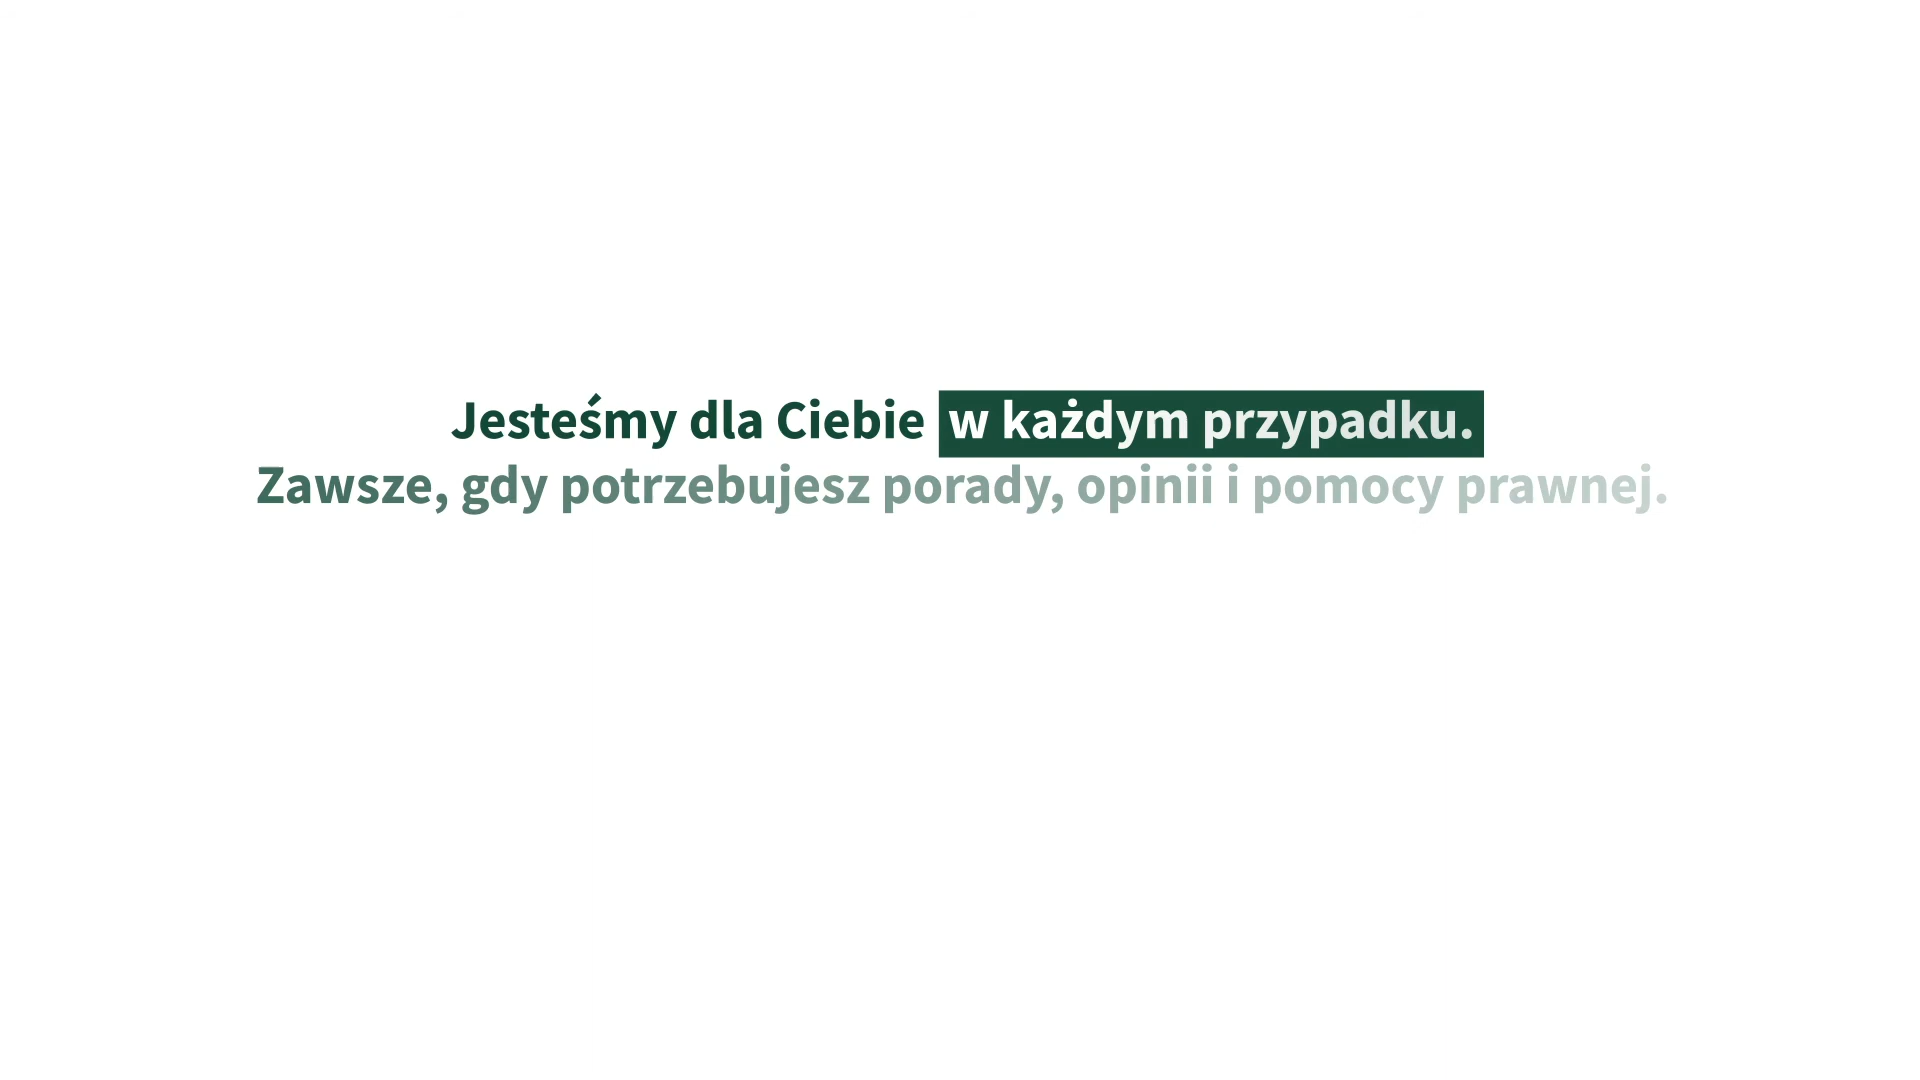 Jesteśmy dla Ciebie w każdym przypadku.
Zawsze, gdy potrzebujesz porady, opinii i pomocy prawnej.